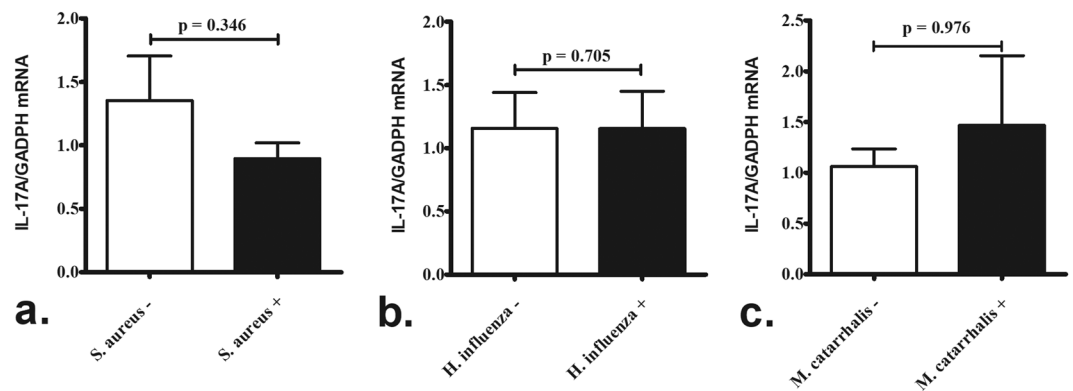 IL-17A/GADPH mRNA
2.0
1.5
1.0
0.5
0.0
p = 0.346
S. aureus -
S. aureus +
a.
IL-17A/GADPH mRNA
2.0
1.5
1.0
0.5
0.0
p = 0.705
H. influenza -
H. influenza +
b.
IL-17A/GADPH mRNA
2.5
2.0
1.5
1.0
0.5
0.0
p = 0.976
M. catarrhalis -
M. catarrhalis +
c.